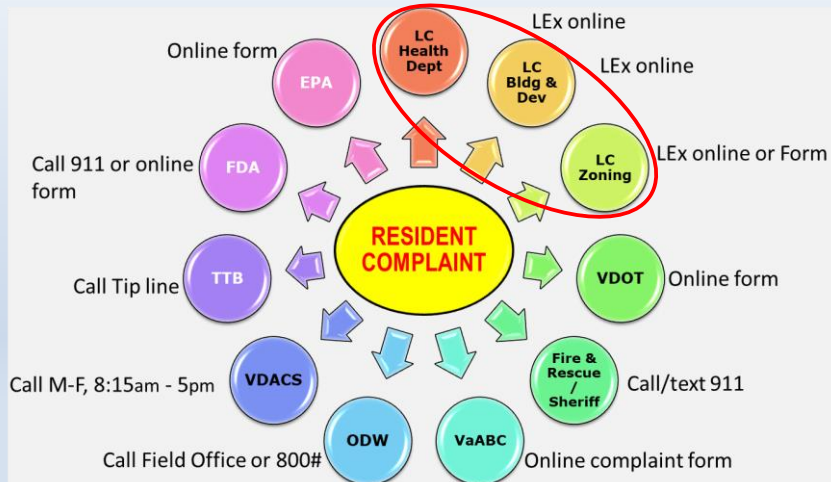 RESIDENT
COMPLAINT
LC
Health
Dept
LEx online
LC
Bldg &
Dev
LEx online
LC
Zoning
LEx online or Form
VDOT
Online form
Fire &
Rescue
/
Sheriff
Call/text 911
VaABC
Online complaint form
ODW
Call Field Office or 800#
VDACS
Call M-F, 8:15am - 5pm
TTB
Call Tip line
FDA
Call 911 or online
form
EPA
Online form